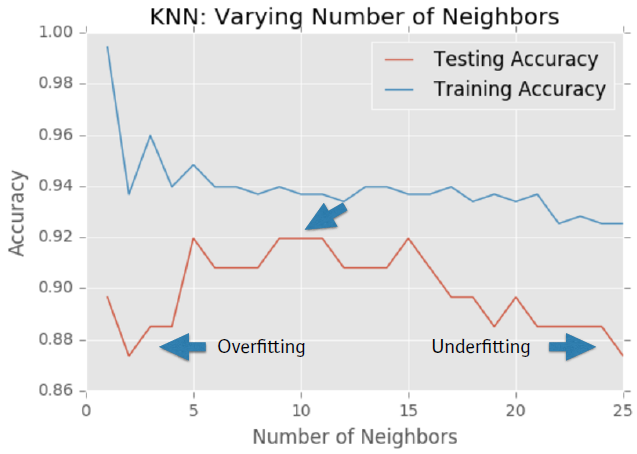 KNN: Varying Number of Neighbors
1.00
0.98
0.96
0.94
0.92
0.90
0.88
0.86
Accuracy
Testing Accuracy
Training Accuracy
Overfitting
Underfitting
0 5 10 15 20 25
Number of Neighbors